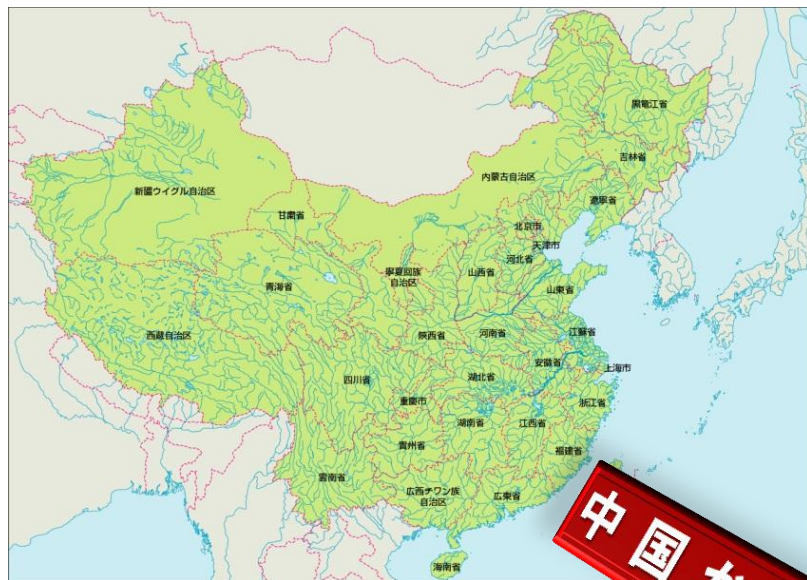 黒竜江省
吉林省
内蒙古自治区
新疆ウイグル自治区
遼寧省
甘粛省
北京市
天津市
河北省
寧夏回族
自治区
山西省
青海省
山東省
西蔵自治区
陝西省
河南省
江蘇省
安徽省
上海市
四川省
湖北省
重慶市
浙江省
湖南省
江西省
貴州省
福建省
雲南省
広西チワン族
自治区
広東省
海南省
中国